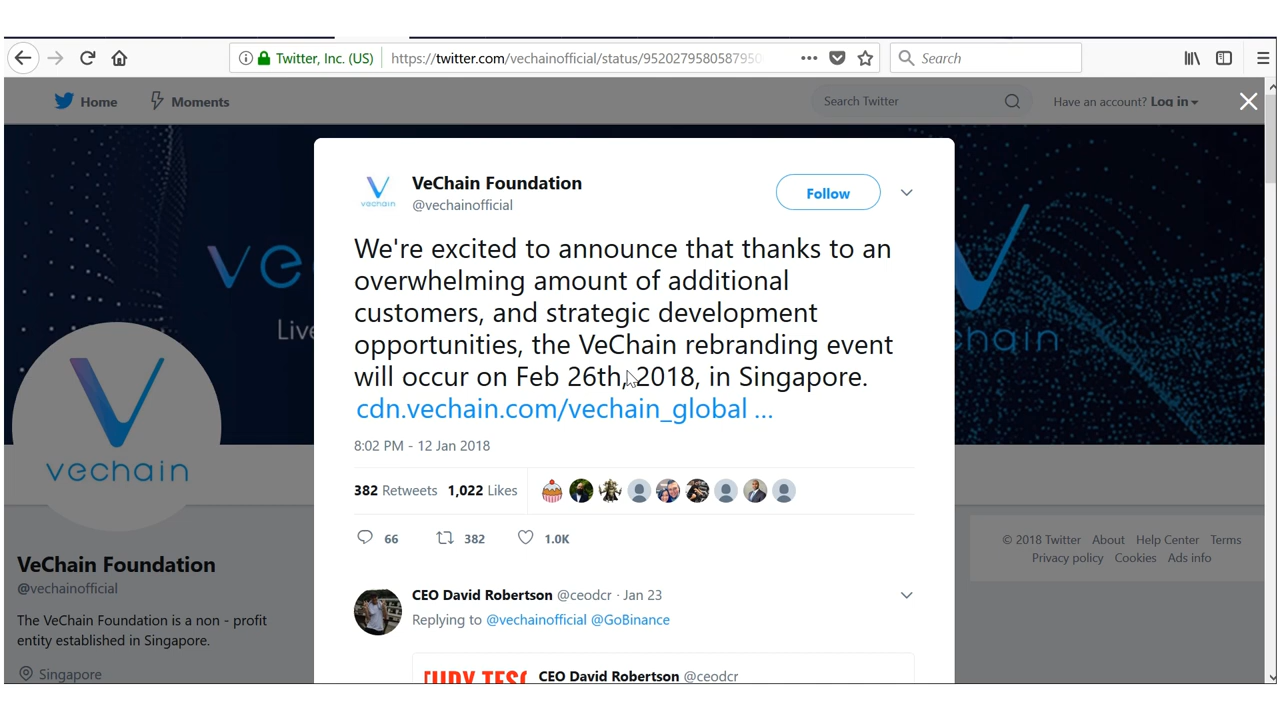 Twitter, Inc. (US)
https://twitter.com/vechainofficial/status/9520279580587950
Search
Home
Moments
Search Twitter
Have an account? Log in
VeChain Foundation
@vechainofficial
Follow
We're excited to announce that thanks to an
overwhelming amount of additional
customers, and strategic development
opportunities, the VeChain rebranding event
will occur on Feb 26th, 2018, in Singapore.
cdn.vechain.com/vechain_global ...
8:02 PM - 12 Jan 2018
382 Retweets 1,022 Likes
66 382 1.0K
CEO David Robertson @ceodcr · Jan 23
Replying to @vechainofficial @GoBinance
CEO David Robertson @ceodcr
vechain
vechain
VeChain Foundation
@vechainofficial
The VeChain Foundation is a non - profit
entity established in Singapore.
Singapore
© 2018 Twitter About Help Center Terms
Privacy policy Cookies Ads info